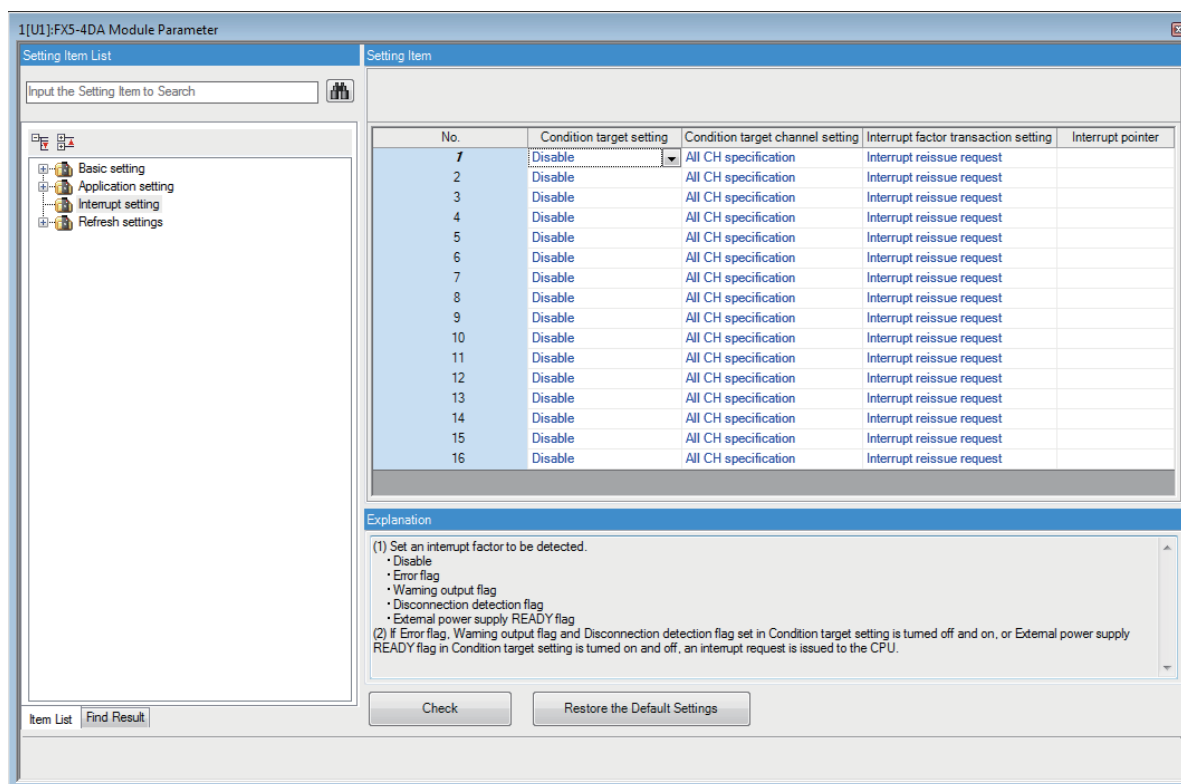 1[U1]:FX5-4DA Module Parameter
Setting Item List
Input the Setting Item to Search
Basic setting
Application setting
Interrupt setting
Refresh settings
Item List Find Result
Setting Item
No. Condition target setting Condition target channel setting Interrupt factor transaction setting Interrupt pointer
1 Disable All CH specification Interrupt reissue request
2 Disable All CH specification Interrupt reissue request
3 Disable All CH specification Interrupt reissue request
4 Disable All CH specification Interrupt reissue request
5 Disable All CH specification Interrupt reissue request
6 Disable All CH specification Interrupt reissue request
7 Disable All CH specification Interrupt reissue request
8 Disable All CH specification Interrupt reissue request
9 Disable All CH specification Interrupt reissue request
10 Disable All CH specification Interrupt reissue request
11 Disable All CH specification Interrupt reissue request
12 Disable All CH specification Interrupt reissue request
13 Disable All CH specification Interrupt reissue request
14 Disable All CH specification Interrupt reissue request
15 Disable All CH specification Interrupt reissue request
16 Disable All CH specification Interrupt reissue request
Explanation
(1) Set an interrupt factor to be detected.
・Disable
・Error flag
・Warning output flag
・Disconnection detection flag
・External power supply READY flag
(2) If Error flag, Warning output flag and Disconnection detection flag set in Condition target setting is turned off and on, or External power supply
READY flag in Condition target setting is turned on and off, an interrupt request is issued to the CPU.
Check Restore the Default Settings